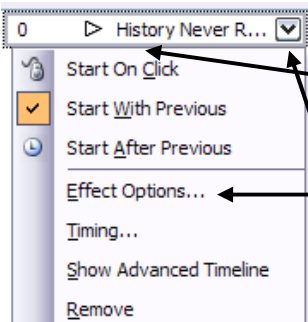 0 History Never R...
Start On Click
Start With Previous
Start After Previous
Effect Options...
Timing...
Show Advanced Timeline
Remove